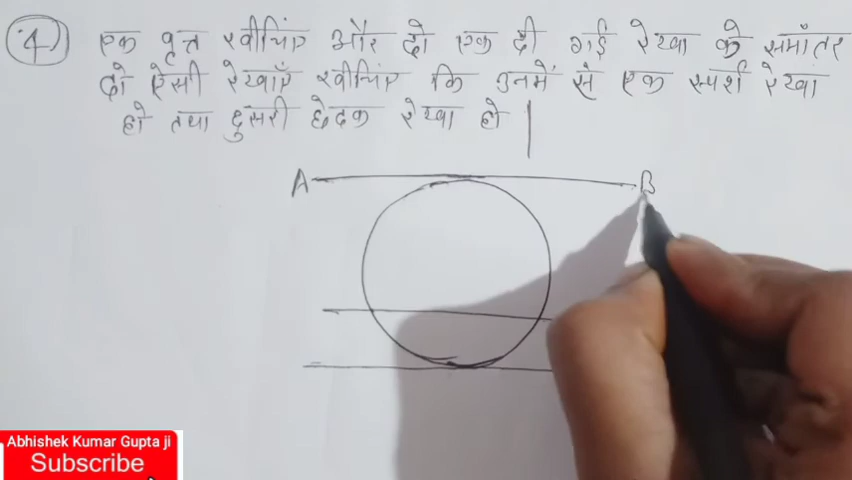 4 एक वृत्त खींचिए और दो एक दी गई रेखा के समाँतर
दो ऐसी रेखाएँ खींचिए कि उनमें से एक स्पर्श रेखा
हो तथा दुसरी छेदक रेखा हो |
A B
Abhishek Kumar Gupta ji
Subscribe